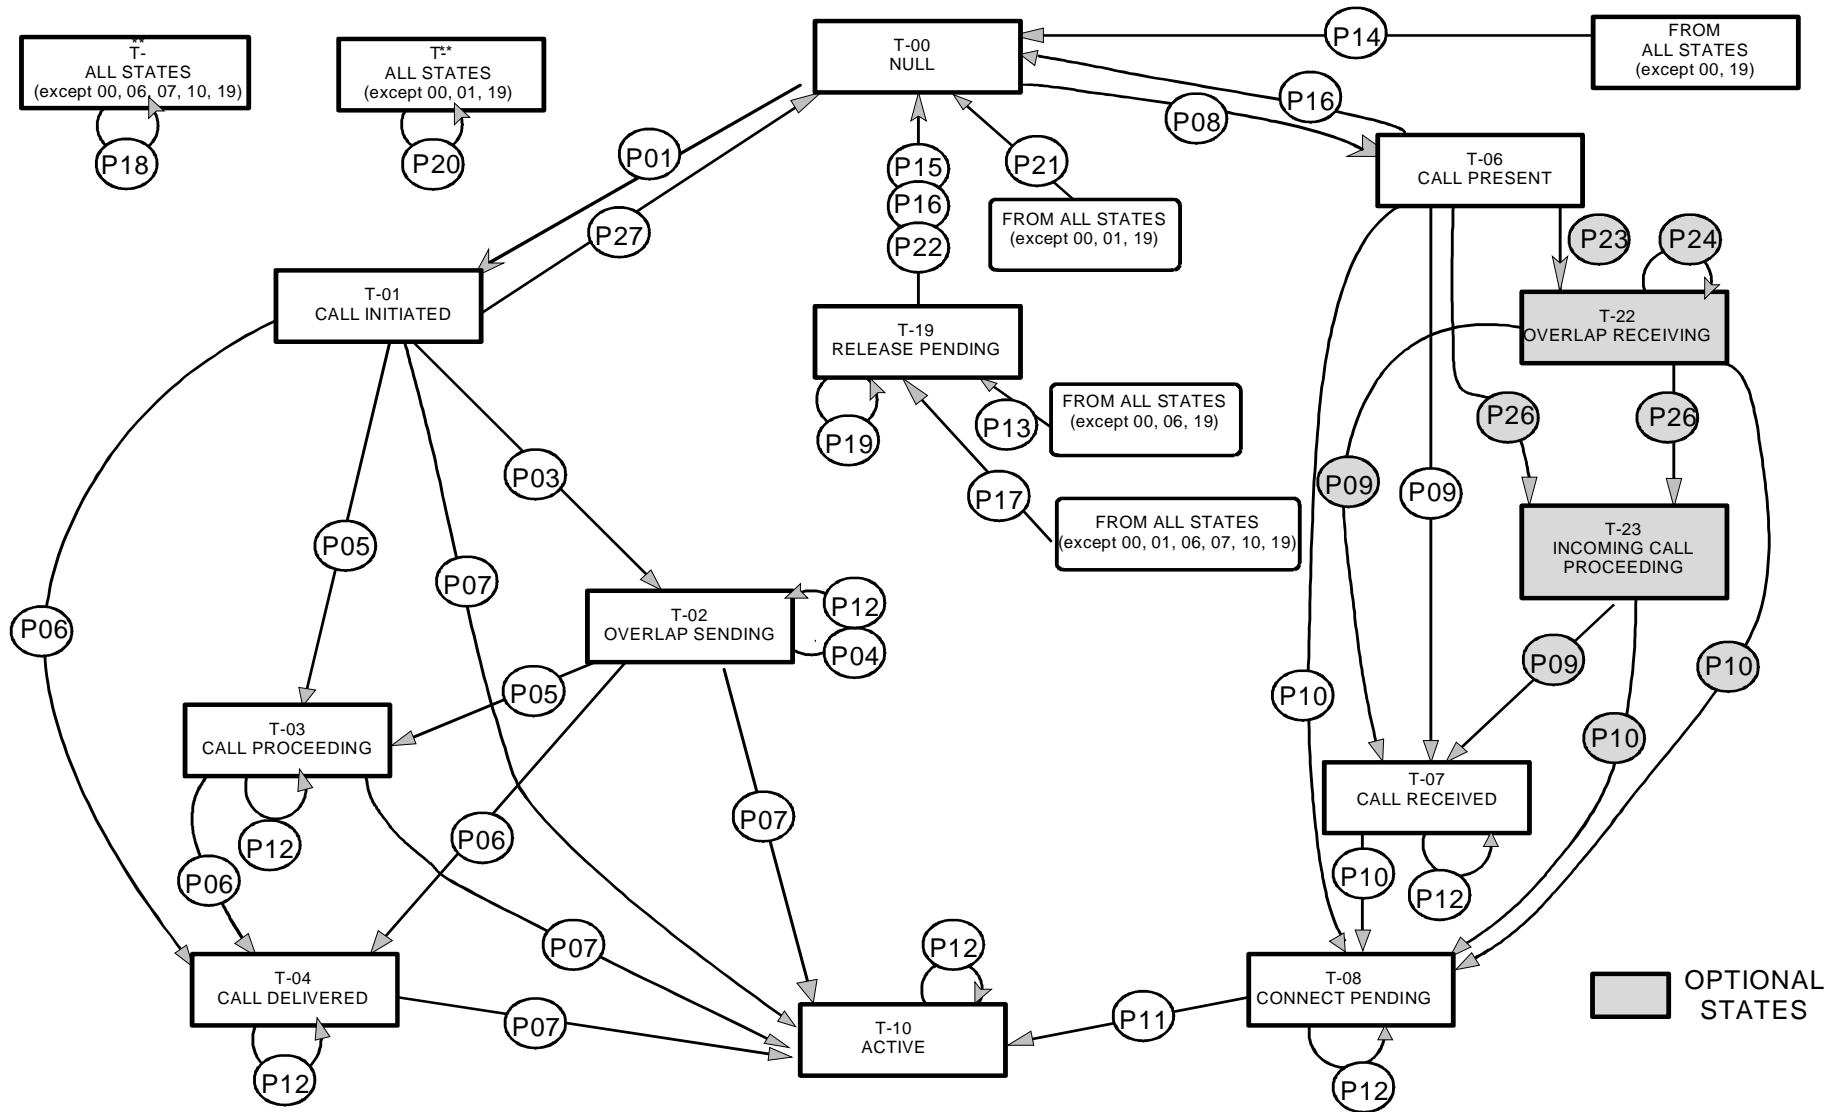 **
T-
ALL STATES
(except 00, 06, 07, 10, 19)
P18
T-**
ALL STATES
(except 00, 01, 19)
P20
T-00
NULL
P14
FROM
ALL STATES
(except 00, 19)
P16
P08
P01
P27
P15
P16
P22
P21
FROM ALL STATES
(except 00, 01, 19)
T-06
CALL PRESENT
P23
P24
T-01
CALL INITIATED
T-19
RELEASE PENDING
T-22
OVERLAP RECEIVING
P19
P13
FROM ALL STATES
(except 00, 06, 19)
P17
FROM ALL STATES
(except 00, 01, 06, 07, 10, 19)
P26
P26
P09
P09
P03
P05
P07
P06
T-23
INCOMING CALL
PROCEEDING
T-02
OVERLAP SENDING
P12
P04
P05
P09
P10
P10
P10
T-03
CALL PROCEEDING
P12
P06
P06
P07
P07
T-07
CALL RECEIVED
P10
P12
T-04
CALL DELIVERED
P12
P07
P12
T-10
ACTIVE
P11
T-08
CONNECT PENDING
P12
OPTIONAL
STATES